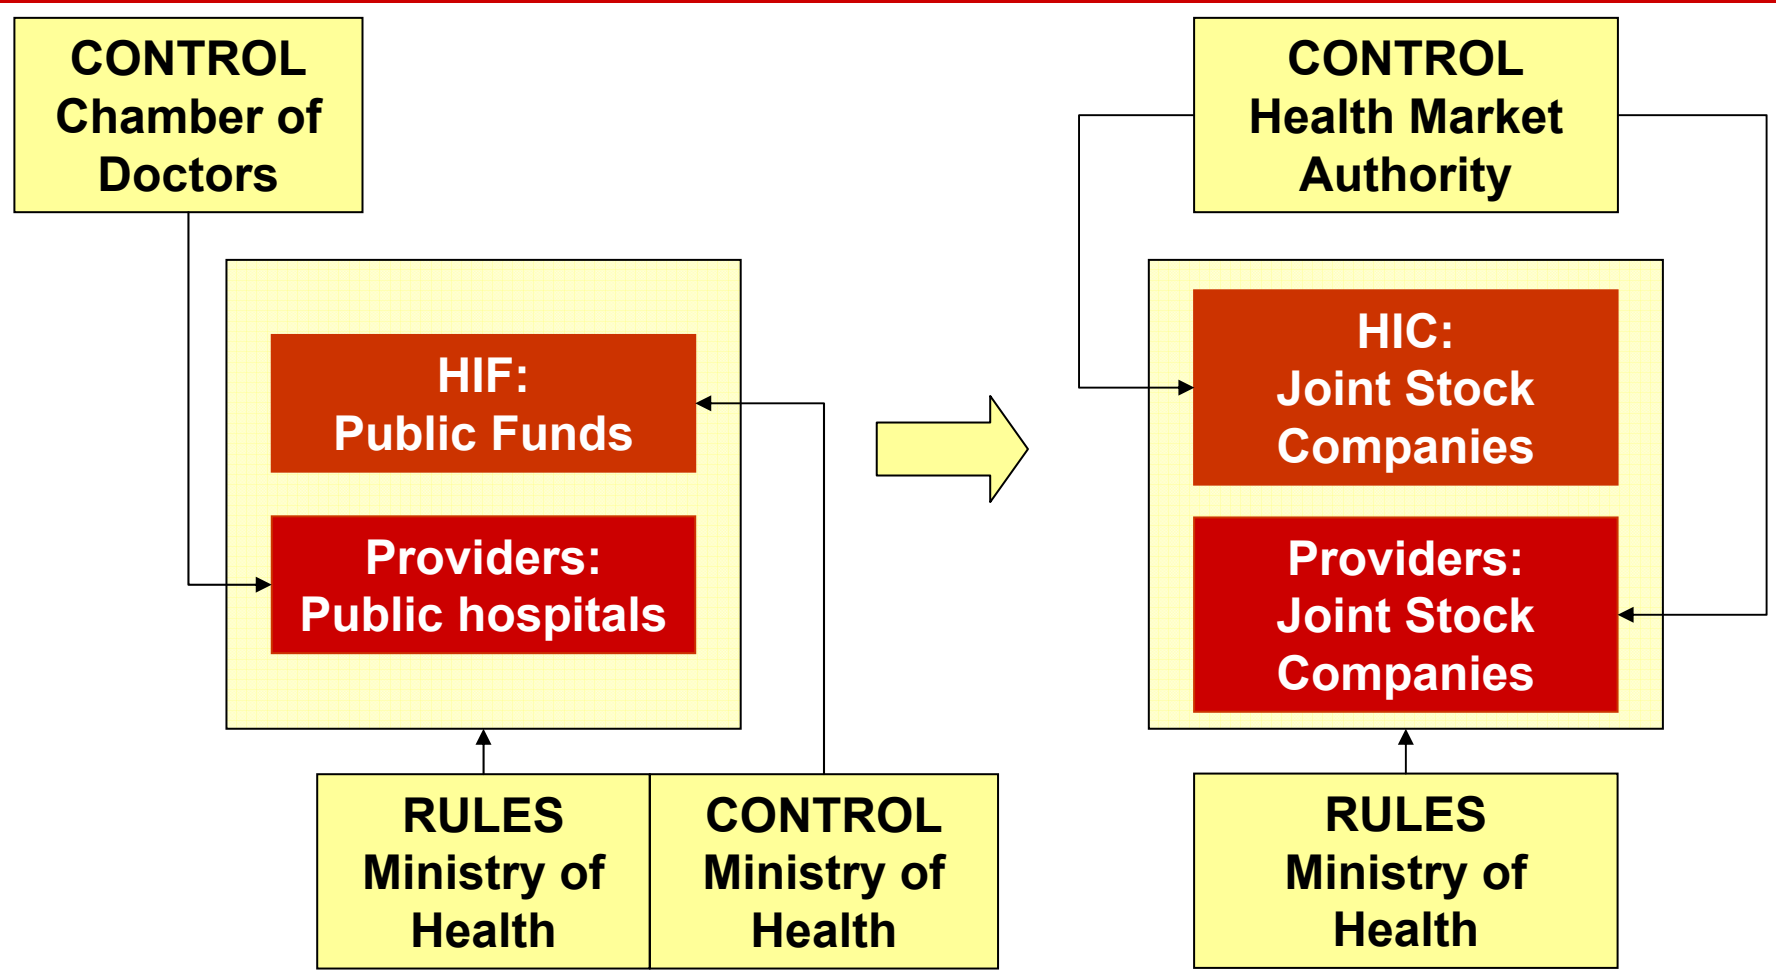 CONTROL
Chamber of
Doctors
HIF:
Public Funds
Providers:
Public hospitals
RULES
Ministry of
Health
CONTROL
Ministry of
Health
CONTROL
Health Market
Authority
HIC:
Joint Stock
Companies
Providers:
Joint Stock
Companies
RULES
Ministry of
Health